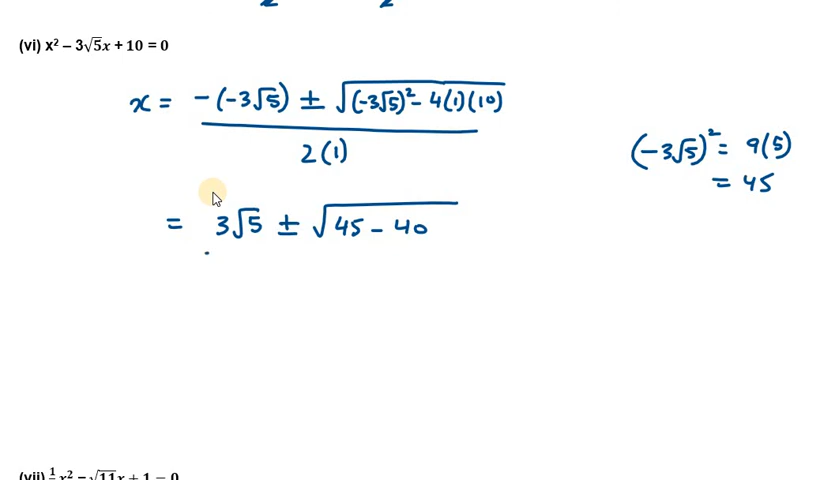 (vi) x² – 3√5x + 10 = 0
x = -(-3√5) ± √(-3√5)² - 4(1)(10)
2(1)
(-3√5)² = 9(5)
= 45
= 3√5 ± √45 - 40